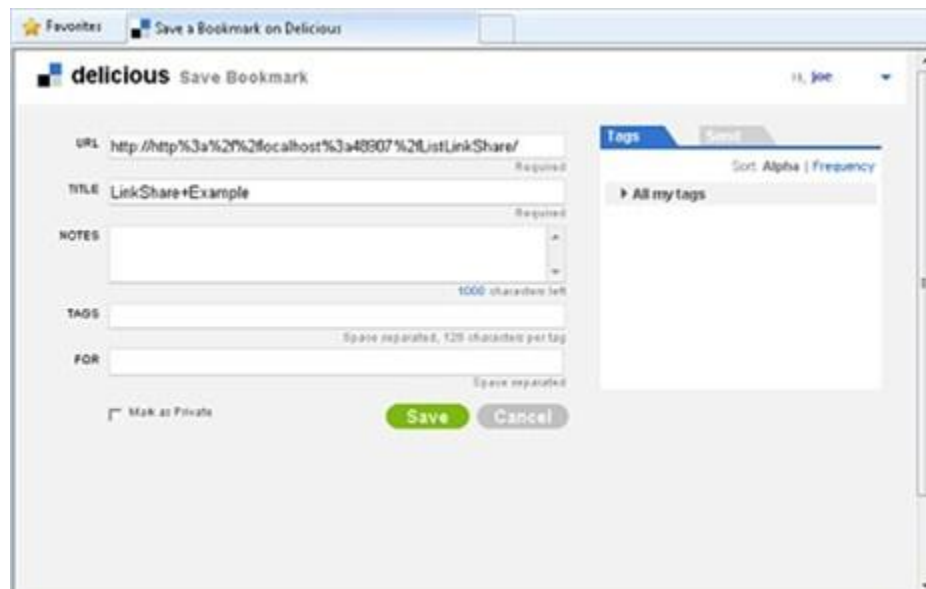 Favorites
Save a Bookmark on Delicious
delicious Save Bookmark
Hi, joe
URL
http://http%3a%2f%2flocalhost%3a48907%2fListLinkShare/
Required
TITLE
LinkShare+Example
Required
NOTES
1000 characters left
TAGS
Space separated, 128 characters per tag
FOR
Space separated
Mark as Private
Save
Cancel
Tags
Send
Sort: Alpha | Frequency
All my tags